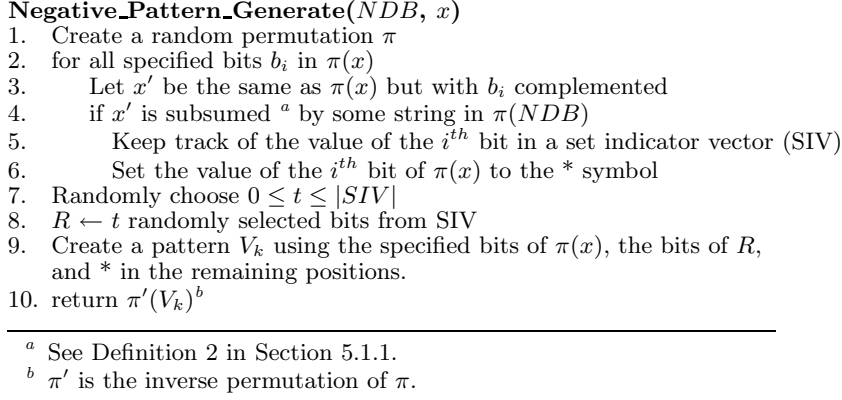 Negative_Pattern_Generate(NDB, x)
1. Create a random permutation π
2. for all specified bits b_i in π(x)
3. Let x′ be the same as π(x) but with b_i complemented
4. if x′ is subsumed ^a by some string in π(NDB)
5. Keep track of the value of the i^th bit in a set indicator vector (SIV)
6. Set the value of the i^th bit of π(x) to the * symbol
7. Randomly choose 0 ≤ t ≤ |SIV|
8. R ← t randomly selected bits from SIV
9. Create a pattern V_k using the specified bits of π(x), the bits of R,
and * in the remaining positions.
10. return π′(V_k)^b
^a See Definition 2 in Section 5.1.1.
^b π′ is the inverse permutation of π.